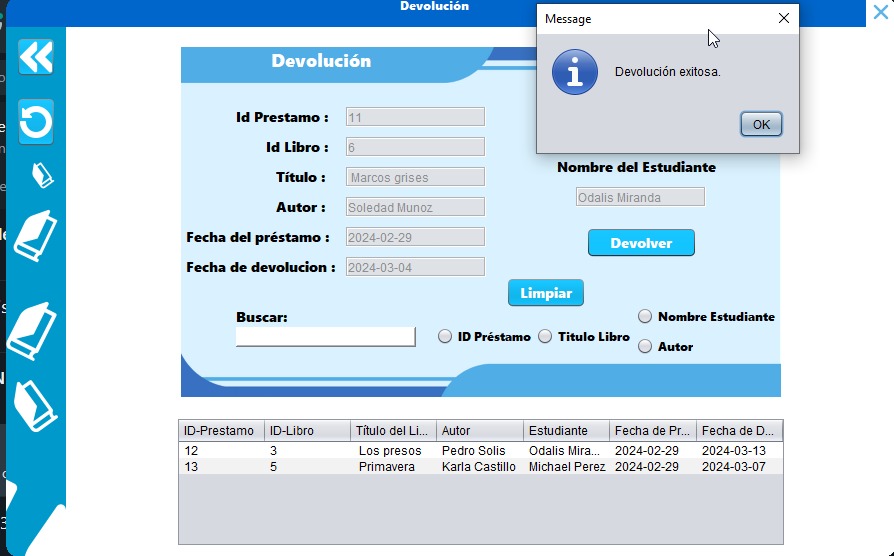 Devolución
Message
Devolución exitosa.
OK
Devolución
Id Prestamo : 11
Id Libro : 6
Título : Marcos grises
Autor : Soledad Munoz
Fecha del préstamo : 2024-02-29
Fecha de devolucion : 2024-03-04
Nombre del Estudiante
Odalis Miranda
Devolver
Limpiar
Buscar:
ID Préstamo
Titulo Libro
Nombre Estudiante
Autor
ID-Prestamo ID-Libro Título del Li... Autor Estudiante Fecha de Pr... Fecha de D...
12 3 Los presos Pedro Solis Odalis Mira... 2024-02-29 2024-03-13
13 5 Primavera Karla Castillo Michael Perez 2024-02-29 2024-03-07